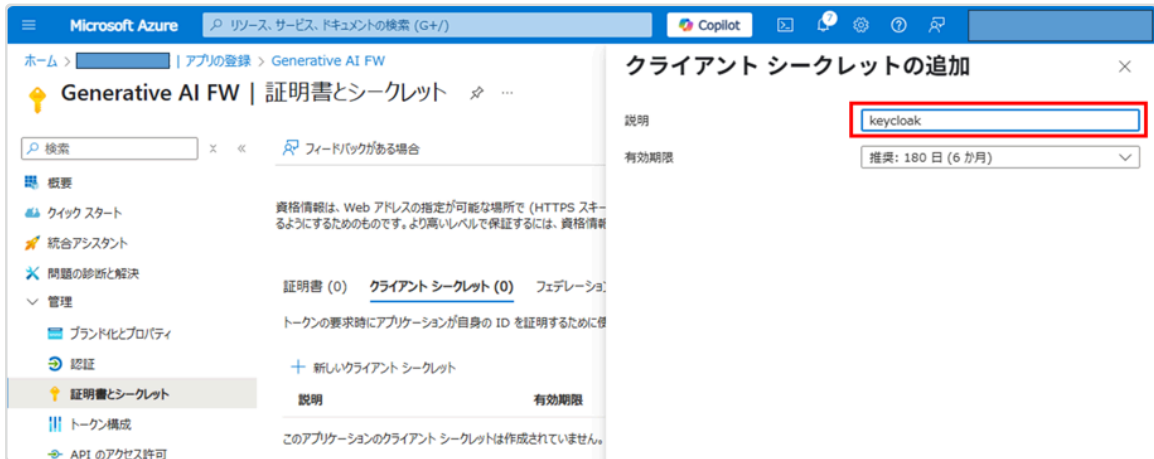 Microsoft Azure
リソース、サービス、ドキュメントの検索 (G+/)
Copilot
7
ホーム > | アプリの登録 > Generative AI FW
Generative AI FW | 証明書とシークレット
検索
フィードバックがある場合
概要
クイック スタート
統合アシスタント
問題の診断と解決
管理
ブランド化とプロパティ
認証
証明書とシークレット
トークン構成
API のアクセス許可
資格情報は、Web アドレスの指定が可能な場所で (HTTPS スキー
るようにするためのものです。より高いレベルで保証するには、資格情報
証明書 (0) クライアント シークレット (0) フェデレーショ
トークンの要求時にアプリケーションが自身の ID を証明するために使
新しいクライアント シークレット
説明 有効期限
このアプリケーションのクライアント シークレットは作成されていません。
クライアント シークレットの追加
説明
keycloak
有効期限
推奨: 180 日 (6 か月)